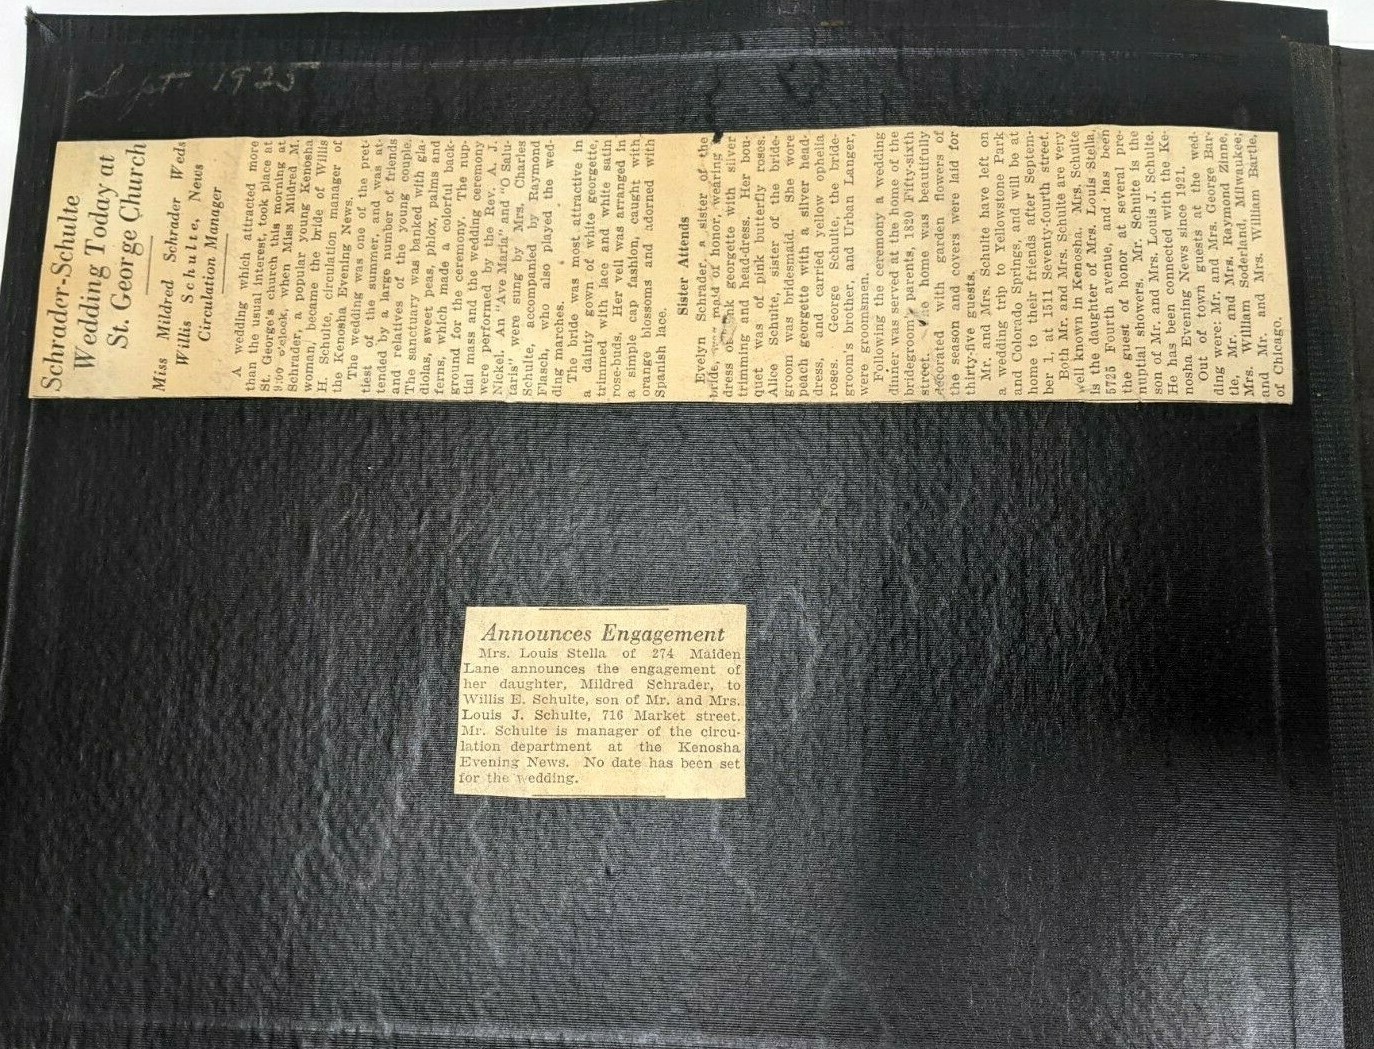 Sept 1925
Schrader-Schulte
Wedding Today at
St. George Church
Miss Mildred Schrader Weds
Willis Schulte, News
Circulation Manager
A wedding which attracted more
than the usual interest, took place at
St. George's church this morning at
9:00 o'clock, when Miss Mildred M.
Schrader, a popular young Kenosha
woman, became the bride of Willis
H. Schulte, circulation manager of
the Kenosha Evening News.
The wedding was one of the pret-
tiest of the summer, and was at-
tended by a large number of friends
and relatives of the young couple.
The sanctuary was banked with gla-
diolas, sweet peas, phlox, palms and
ferns, which made a colorful back-
ground for the ceremony. The nup-
tial mass and the wedding ceremony
were performed by the Rev. A. J.
Nickel. An "Ave Maria" and "O Salu-
taris" were sung by Mrs. Charles
Schulte, accompanied by Raymond
Plasch, who also played the wed-
ding marches.
The bride was most attractive in
a dainty gown of white georgette,
trimmed with lace and white satin
rose-buds. Her veil was arranged in
a simple cap fashion, caught with
orange blossoms and adorned with
Spanish lace.
Sister Attends
Evelyn Schrader, a sister of the
bride, was maid of honor, wearing a
dress of pink georgette with silver
trimming and head-dress. Her bou-
quet was of pink butterfly roses.
Alice Schulte, sister of the bride-
groom was bridesmaid. She wore
peach georgette with a silver head-
dress, and carried yellow ophelia
roses. George Schulte, the bride-
groom's brother, and Urban Langer,
were groomsmen.
Following the ceremony a wedding
dinner was served at the home of the
bridegroom's parents, 1820 Fifty-sixth
street. The home was beautifully
decorated with garden flowers of
the season and covers were laid for
thirty-five guests.
Mr. and Mrs. Schulte have left on
a wedding trip to Yellowstone Park
and Colorado Springs, and will be at
home to their friends after Septem-
ber 1, at 1511 Seventy-fourth street.
Both Mr. and Mrs. Schulte are very
well known in Kenosha. Mrs. Schulte
is the daughter of Mrs. Louis Stella,
5725 Fourth avenue, and has been
the guest of honor at several pre-
nuptial showers. Mr. Schulte is the
son of Mr. and Mrs. Louis J. Schulte.
He has been connected with the Ke-
nosha Evening News since 1921.
Out of town guests at the wed-
ding were: Mr. and Mrs. George Bar-
tle, Mr. and Mrs. Raymond Zinne,
Mrs. William Soderland, Milwaukee;
and Mr. and Mrs. William Bartle,
of Chicago.
Announces Engagement
Mrs. Louis Stella of 274 Maiden
Lane announces the engagement of
her daughter, Mildred Schrader, to
Willis E. Schulte, son of Mr. and Mrs.
Louis J. Schulte, 716 Market street.
Mr. Schulte is manager of the circu-
lation department at the Kenosha
Evening News. No date has been set
for the wedding.